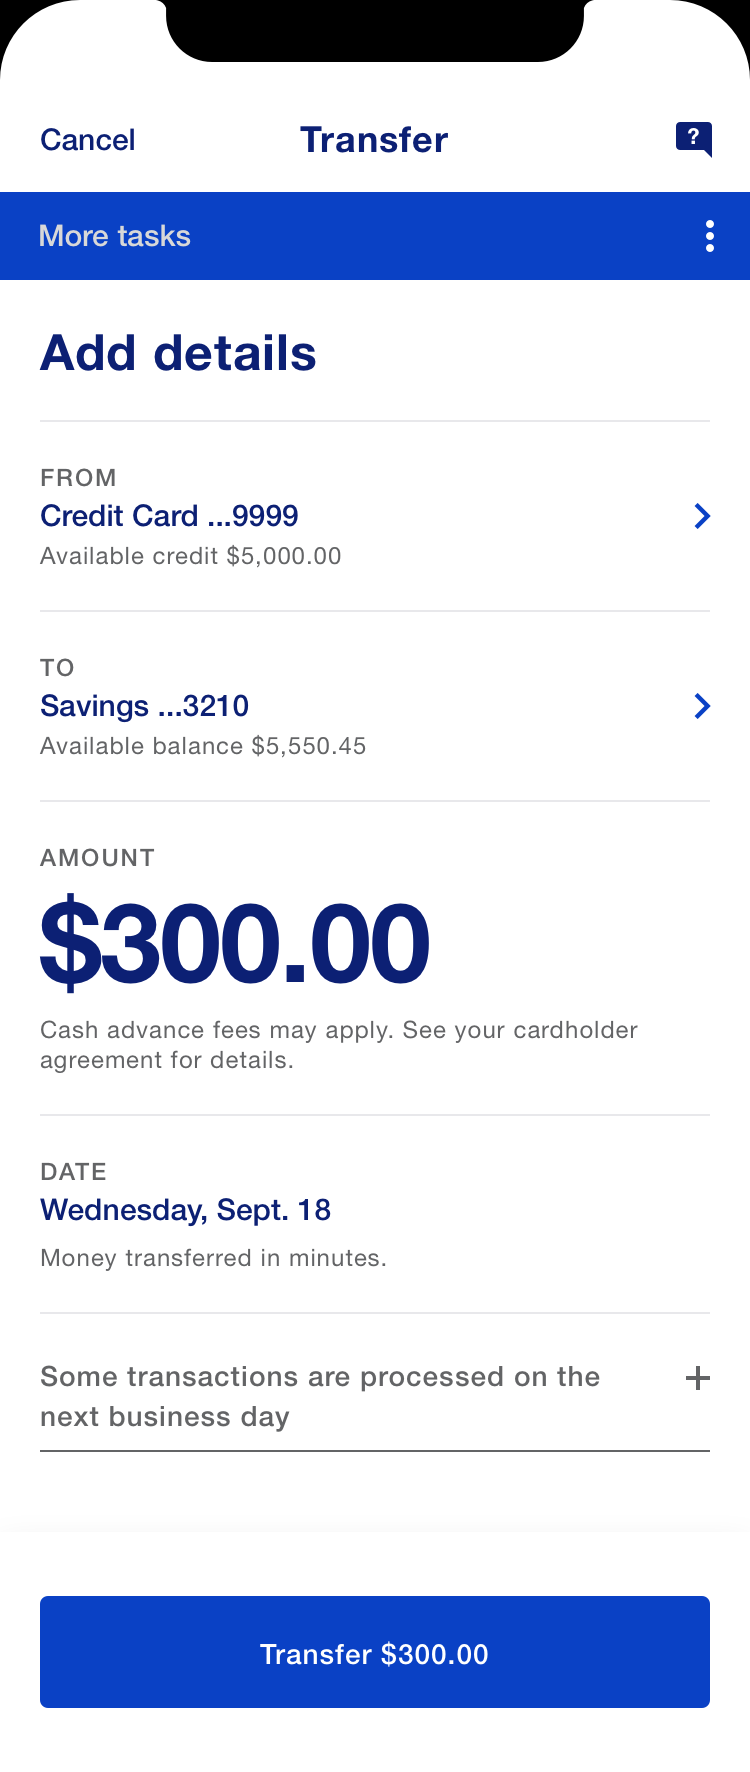 Cancel
Transfer
?
More tasks
Add details
FROM
Credit Card ...9999
Available credit $5,000.00
TO
Savings ...3210
Available balance $5,550.45
AMOUNT
$300.00
Cash advance fees may apply. See your cardholder
agreement for details.
DATE
Wednesday, Sept. 18
Money transferred in minutes.
Some transactions are processed on the
next business day
Transfer $300.00